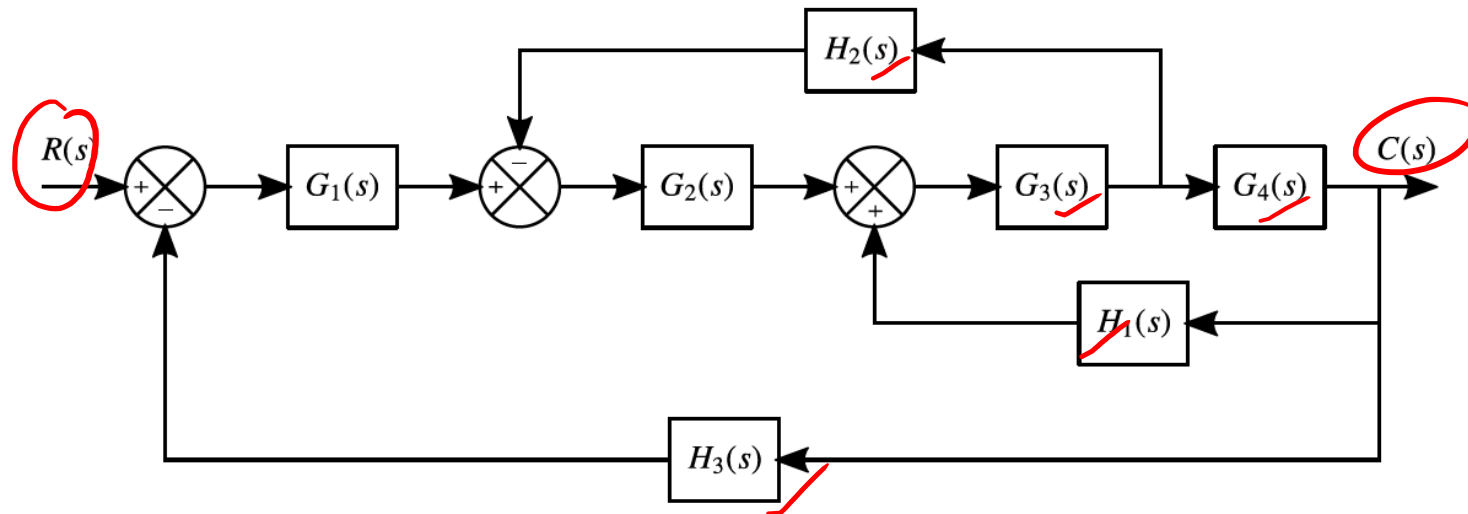 H₂(s)
R(s)
C(s)
+
−
G₁(s)
+
−
G₂(s)
+
+
G₃(s)
G₄(s)
H₁(s)
H₃(s)